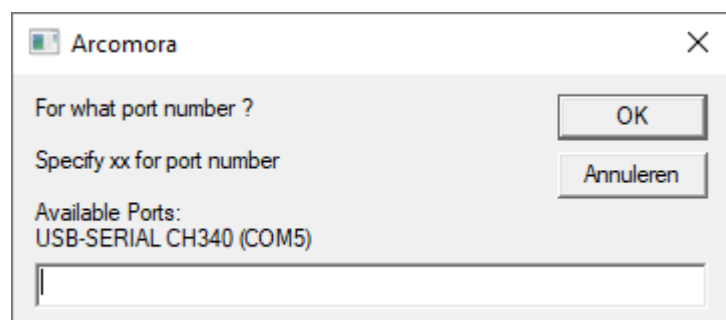 Arcomora
For what port number ?
OK
Specify xx for port number
Annuleren
Available Ports:
USB-SERIAL CH340 (COM5)